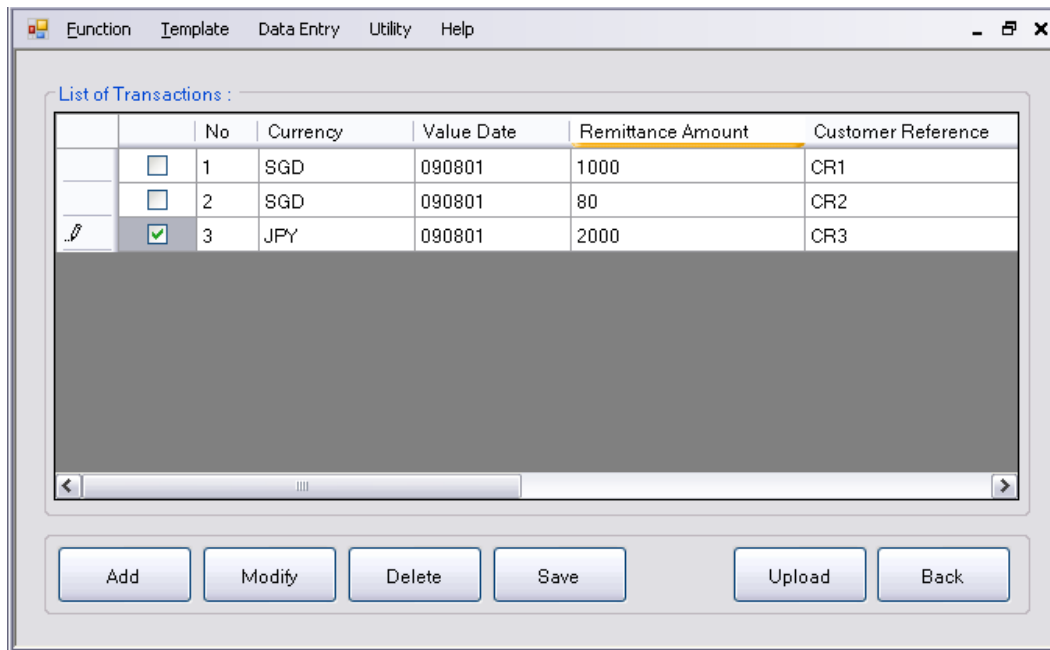 Function Template Data Entry Utility Help
List of Transactions :
No Currency Value Date Remittance Amount Customer Reference
1 SGD 090801 1000 CR1
2 SGD 090801 80 CR2
3 JPY 090801 2000 CR3
Add Modify Delete Save Upload Back